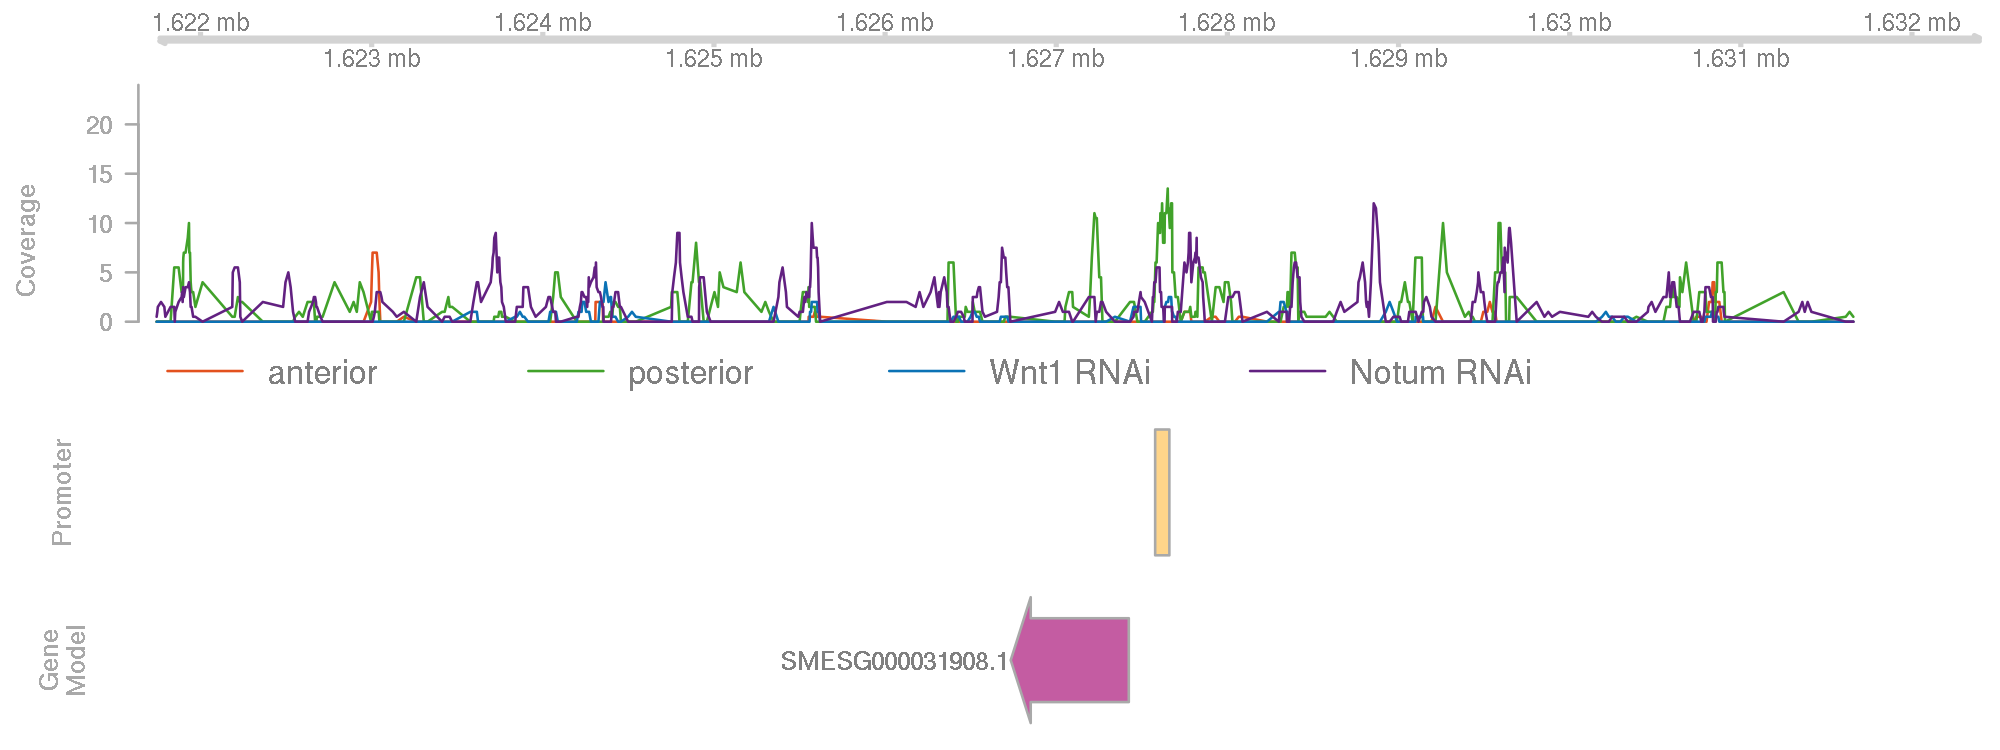 1.622 mb 1.624 mb 1.626 mb 1.628 mb 1.63 mb 1.632 mb
1.623 mb 1.625 mb 1.627 mb 1.629 mb 1.631 mb
Coverage
20
15
10
5
0
anterior posterior Wnt1 RNAi Notum RNAi
Promoter
Gene
Model
SMESG000031908.1